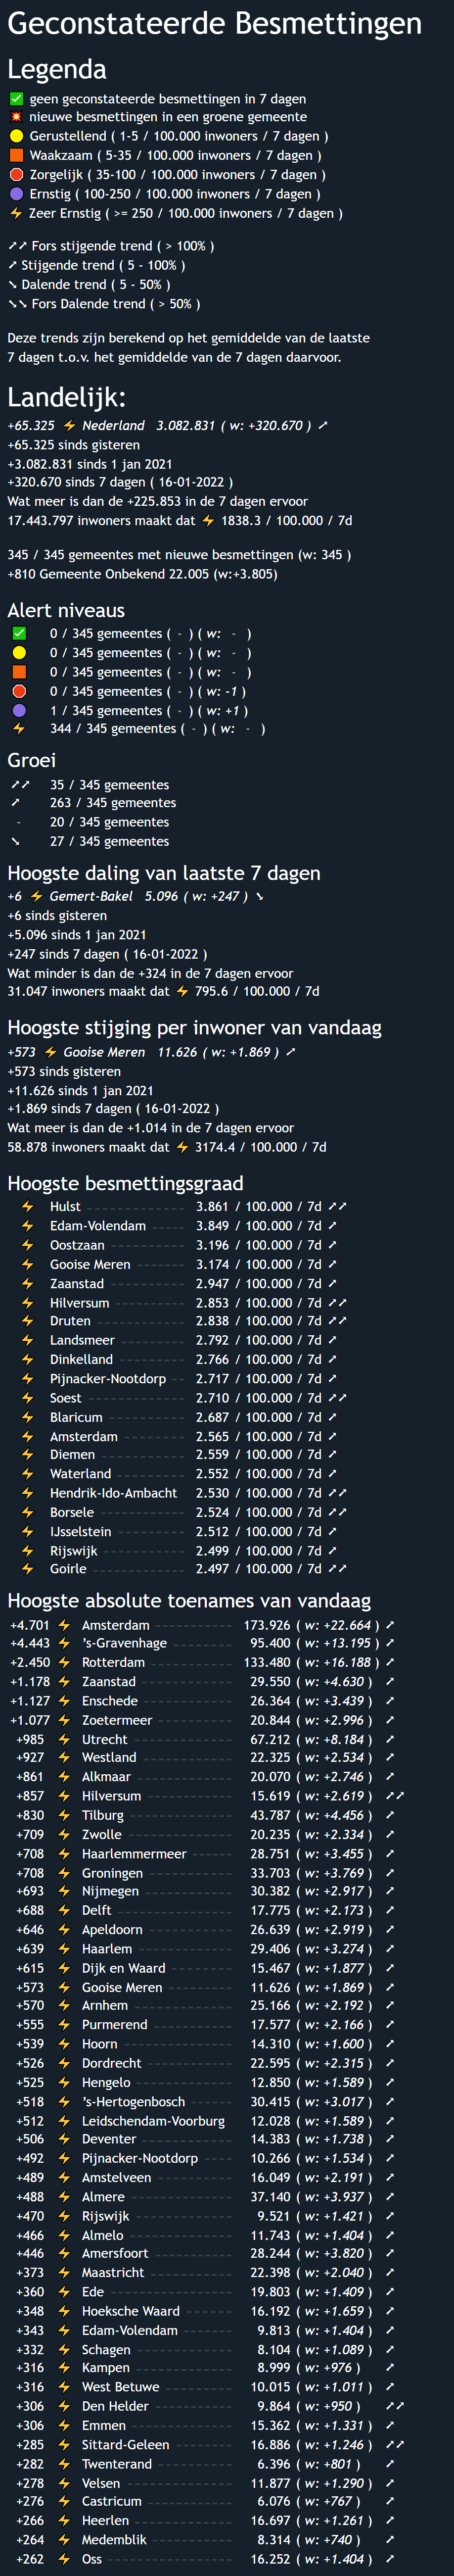 Geconstateerde Besmettingen
Legenda
✅ geen geconstateerde besmettingen in 7 dagen
💥 nieuwe besmettingen in een groene gemeente
🟡 Gerustellend ( 1-5 / 100.000 inwoners / 7 dagen )
🟧 Waakzaam ( 5-35 / 100.000 inwoners / 7 dagen )
🛑 Zorgelijk ( 35-100 / 100.000 inwoners / 7 dagen )
🟣 Ernstig ( 100-250 / 100.000 inwoners / 7 dagen )
⚡ Zeer Ernstig ( >= 250 / 100.000 inwoners / 7 dagen )
➚➚ Fors stijgende trend ( > 100% )
➚ Stijgende trend ( 5 - 100% )
➘ Dalende trend ( 5 - 50% )
➘➘ Fors Dalende trend ( > 50% )
Deze trends zijn berekend op het gemiddelde van de laatste
7 dagen t.o.v. het gemiddelde van de 7 dagen daarvoor.
Landelijk:
+65.325 ⚡ Nederland 3.082.831 ( w: +320.670 ) ➚
+65.325 sinds gisteren
+3.082.831 sinds 1 jan 2021
+320.670 sinds 7 dagen ( 16-01-2022 )
Wat meer is dan de +225.853 in de 7 dagen ervoor
17.443.797 inwoners maakt dat ⚡ 1838.3 / 100.000 / 7d
345 / 345 gemeentes met nieuwe besmettingen (w: 345 )
+810 Gemeente Onbekend 22.005 (w:+3.805)
Alert niveaus
✅ 0 / 345 gemeentes ( - ) ( w: - )
🟡 0 / 345 gemeentes ( - ) ( w: - )
🟧 0 / 345 gemeentes ( - ) ( w: - )
🛑 0 / 345 gemeentes ( - ) ( w: -1 )
🟣 1 / 345 gemeentes ( - ) ( w: +1 )
⚡ 344 / 345 gemeentes ( - ) ( w: - )
Groei
➚➚ 35 / 345 gemeentes
➚ 263 / 345 gemeentes
- 20 / 345 gemeentes
➘ 27 / 345 gemeentes
Hoogste daling van laatste 7 dagen
+6 ⚡ Gemert-Bakel 5.096 ( w: +247 ) ➘
+6 sinds gisteren
+5.096 sinds 1 jan 2021
+247 sinds 7 dagen ( 16-01-2022 )
Wat minder is dan de +324 in de 7 dagen ervoor
31.047 inwoners maakt dat ⚡ 795.6 / 100.000 / 7d
Hoogste stijging per inwoner van vandaag
+573 ⚡ Gooise Meren 11.626 ( w: +1.869 ) ➚
+573 sinds gisteren
+11.626 sinds 1 jan 2021
+1.869 sinds 7 dagen ( 16-01-2022 )
Wat meer is dan de +1.014 in de 7 dagen ervoor
58.878 inwoners maakt dat ⚡ 3174.4 / 100.000 / 7d
Hoogste besmettingsgraad
⚡ Hulst 3.861 / 100.000 / 7d ➚➚
⚡ Edam-Volendam 3.849 / 100.000 / 7d ➚
⚡ Oostzaan 3.196 / 100.000 / 7d ➚
⚡ Gooise Meren 3.174 / 100.000 / 7d ➚
⚡ Zaanstad 2.947 / 100.000 / 7d ➚
⚡ Hilversum 2.853 / 100.000 / 7d ➚➚
⚡ Druten 2.838 / 100.000 / 7d ➚➚
⚡ Landsmeer 2.792 / 100.000 / 7d ➚
⚡ Dinkelland 2.766 / 100.000 / 7d ➚
⚡ Pijnacker-Nootdorp 2.717 / 100.000 / 7d ➚
⚡ Soest 2.710 / 100.000 / 7d ➚➚
⚡ Blaricum 2.687 / 100.000 / 7d ➚
⚡ Amsterdam 2.565 / 100.000 / 7d ➚
⚡ Diemen 2.559 / 100.000 / 7d ➚
⚡ Waterland 2.552 / 100.000 / 7d ➚
⚡ Hendrik-Ido-Ambacht 2.530 / 100.000 / 7d ➚➚
⚡ Borsele 2.524 / 100.000 / 7d ➚➚
⚡ IJsselstein 2.512 / 100.000 / 7d ➚
⚡ Rijswijk 2.499 / 100.000 / 7d ➚
⚡ Goirle 2.497 / 100.000 / 7d ➚➚
Hoogste absolute toenames van vandaag
+4.701 ⚡ Amsterdam 173.926 ( w: +22.664 ) ➚
+4.443 ⚡ 's-Gravenhage 95.400 ( w: +13.195 ) ➚
+2.450 ⚡ Rotterdam 133.480 ( w: +16.188 ) ➚
+1.178 ⚡ Zaanstad 29.550 ( w: +4.630 ) ➚
+1.127 ⚡ Enschede 26.364 ( w: +3.439 ) ➚
+1.077 ⚡ Zoetermeer 20.844 ( w: +2.996 ) ➚
+985 ⚡ Utrecht 67.212 ( w: +8.184 ) ➚
+927 ⚡ Westland 22.325 ( w: +2.534 ) ➚
+861 ⚡ Alkmaar 20.070 ( w: +2.746 ) ➚
+857 ⚡ Hilversum 15.619 ( w: +2.619 ) ➚➚
+830 ⚡ Tilburg 43.787 ( w: +4.456 ) ➚
+709 ⚡ Zwolle 20.235 ( w: +2.334 ) ➚
+708 ⚡ Haarlemmermeer 28.751 ( w: +3.455 ) ➚
+708 ⚡ Groningen 33.703 ( w: +3.769 ) ➚
+693 ⚡ Nijmegen 30.382 ( w: +2.917 ) ➚
+688 ⚡ Delft 17.775 ( w: +2.173 ) ➚
+646 ⚡ Apeldoorn 26.639 ( w: +2.919 ) ➚
+639 ⚡ Haarlem 29.406 ( w: +3.274 ) ➚
+615 ⚡ Dijk en Waard 15.467 ( w: +1.877 ) ➚
+573 ⚡ Gooise Meren 11.626 ( w: +1.869 ) ➚
+570 ⚡ Arnhem 25.166 ( w: +2.192 ) ➚
+555 ⚡ Purmerend 17.577 ( w: +2.166 ) ➚
+539 ⚡ Hoorn 14.310 ( w: +1.600 ) ➚
+526 ⚡ Dordrecht 22.595 ( w: +2.315 ) ➚
+525 ⚡ Hengelo 12.850 ( w: +1.589 ) ➚
+518 ⚡ 's-Hertogenbosch 30.415 ( w: +3.017 ) ➚
+512 ⚡ Leidschendam-Voorburg 12.028 ( w: +1.589 ) ➚
+506 ⚡ Deventer 14.383 ( w: +1.738 ) ➚
+492 ⚡ Pijnacker-Nootdorp 10.266 ( w: +1.534 ) ➚
+489 ⚡ Amstelveen 16.049 ( w: +2.191 ) ➚
+488 ⚡ Almere 37.140 ( w: +3.937 ) ➚
+470 ⚡ Rijswijk 9.521 ( w: +1.421 ) ➚
+466 ⚡ Almelo 11.743 ( w: +1.404 ) ➚
+446 ⚡ Amersfoort 28.244 ( w: +3.820 ) ➚
+373 ⚡ Maastricht 22.398 ( w: +2.040 ) ➚
+360 ⚡ Ede 19.803 ( w: +1.409 ) ➚
+348 ⚡ Hoeksche Waard 16.192 ( w: +1.659 ) ➚
+343 ⚡ Edam-Volendam 9.813 ( w: +1.404 ) ➚
+332 ⚡ Schagen 8.104 ( w: +1.089 ) ➚
+316 ⚡ Kampen 8.999 ( w: +976 ) ➚
+316 ⚡ West Betuwe 10.015 ( w: +1.011 ) ➚
+306 ⚡ Den Helder 9.864 ( w: +950 ) ➚➚
+306 ⚡ Emmen 15.362 ( w: +1.331 ) ➚
+285 ⚡ Sittard-Geleen 16.886 ( w: +1.246 ) ➚➚
+282 ⚡ Twenterand 6.396 ( w: +801 ) ➚
+278 ⚡ Velsen 11.877 ( w: +1.290 ) ➚
+276 ⚡ Castricum 6.076 ( w: +767 ) ➚
+266 ⚡ Heerlen 16.697 ( w: +1.261 ) ➚
+264 ⚡ Medemblik 8.314 ( w: +740 ) ➚
+262 ⚡ Oss 16.252 ( w: +1.404 ) ➚